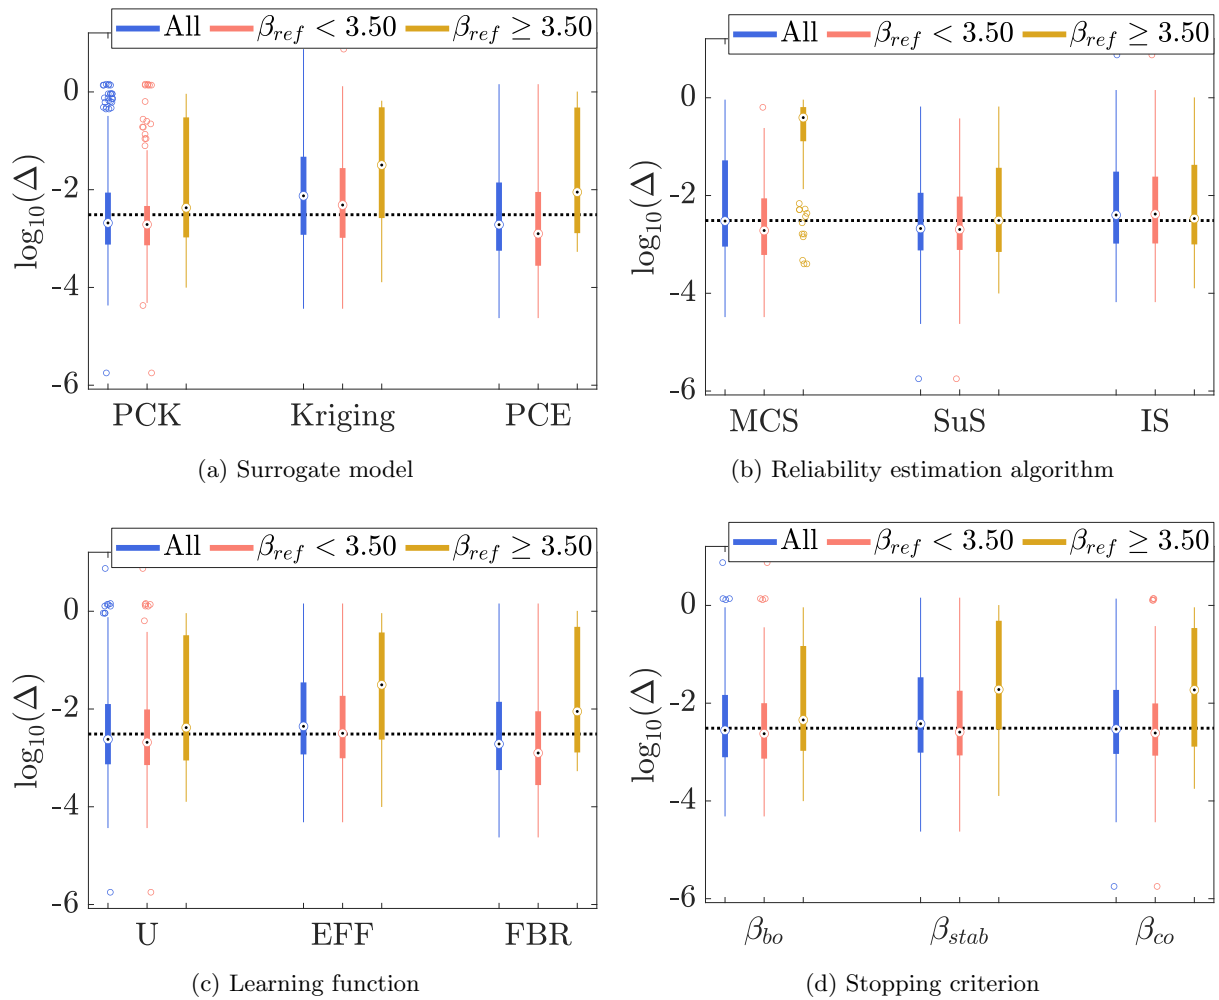 All β_ref < 3.50 β_ref ≥ 3.50
log₁₀(Δ)
0
-2
-4
-6
PCK Kriging PCE
(a) Surrogate model
All β_ref < 3.50 β_ref ≥ 3.50
log₁₀(Δ)
0
-2
-4
-6
MCS SuS IS
(b) Reliability estimation algorithm
All β_ref < 3.50 β_ref ≥ 3.50
log₁₀(Δ)
0
-2
-4
-6
U EFF FBR
(c) Learning function
All β_ref < 3.50 β_ref ≥ 3.50
log₁₀(Δ)
0
-2
-4
-6
β_bo β_stab β_co
(d) Stopping criterion